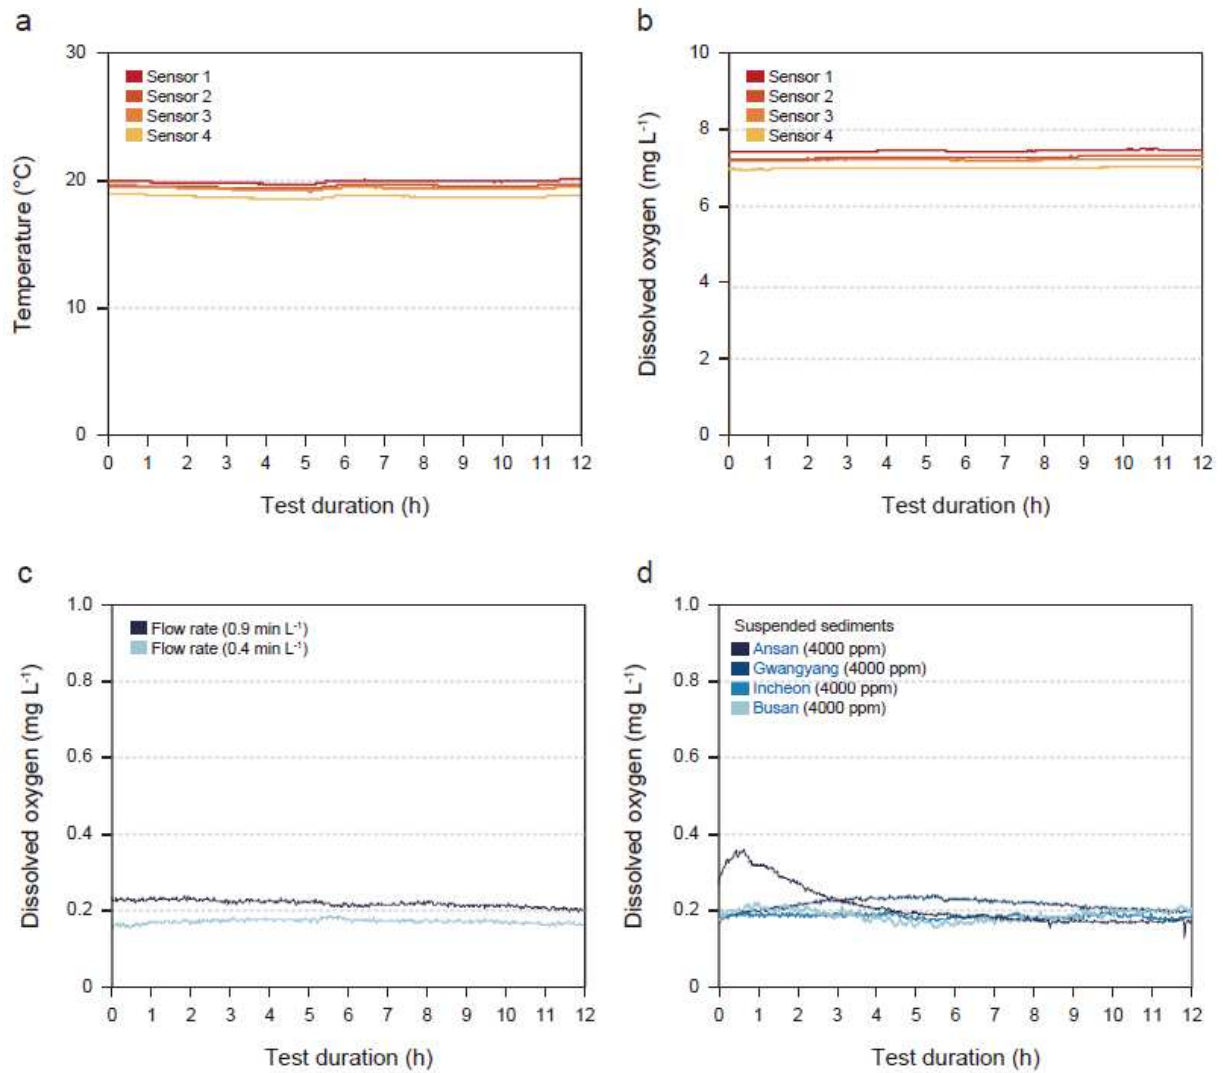 a
30
20
10
0
Temperature (°C)
Sensor 1
Sensor 2
Sensor 3
Sensor 4
0 1 2 3 4 5 6 7 8 9 10 11 12
Test duration (h)
b
10
8
6
4
2
0
Dissolved oxygen (mg L⁻¹)
Sensor 1
Sensor 2
Sensor 3
Sensor 4
0 1 2 3 4 5 6 7 8 9 10 11 12
Test duration (h)
c
1.0
0.8
0.6
0.4
0.2
0
Dissolved oxygen (mg L⁻¹)
Flow rate (0.9 min L⁻¹)
Flow rate (0.4 min L⁻¹)
0 1 2 3 4 5 6 7 8 9 10 11 12
Test duration (h)
d
1.0
0.8
0.6
0.4
0.2
0
Dissolved oxygen (mg L⁻¹)
Suspended sediments
Ansan (4000 ppm)
Gwangyang (4000 ppm)
Incheon (4000 ppm)
Busan (4000 ppm)
0 1 2 3 4 5 6 7 8 9 10 11 12
Test duration (h)